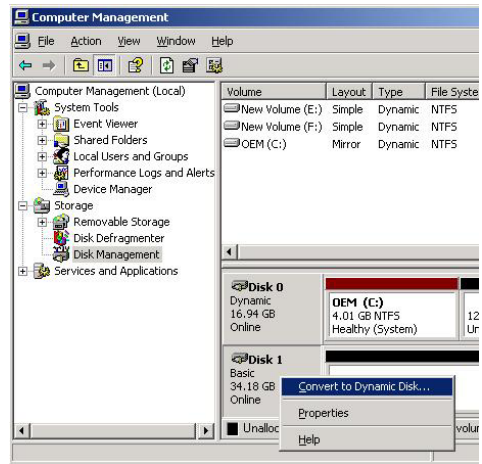 Computer Management
File Action View Window Help
Computer Management (Local)
System Tools
Event Viewer
Shared Folders
Local Users and Groups
Performance Logs and Alerts
Device Manager
Storage
Removable Storage
Disk Defragmenter
Disk Management
Services and Applications
Volume Layout Type File Syste
New Volume (E:) Simple Dynamic NTFS
New Volume (F:) Simple Dynamic NTFS
OEM (C:) Mirror Dynamic NTFS
Disk 0
Dynamic
16.94 GB
Online
OEM (C:)
4.01 GB NTFS
Healthy (System)
12
Un
Disk 1
Basic
34.18 GB
Online
Convert to Dynamic Disk...
Properties
Help
Unalloc
volur